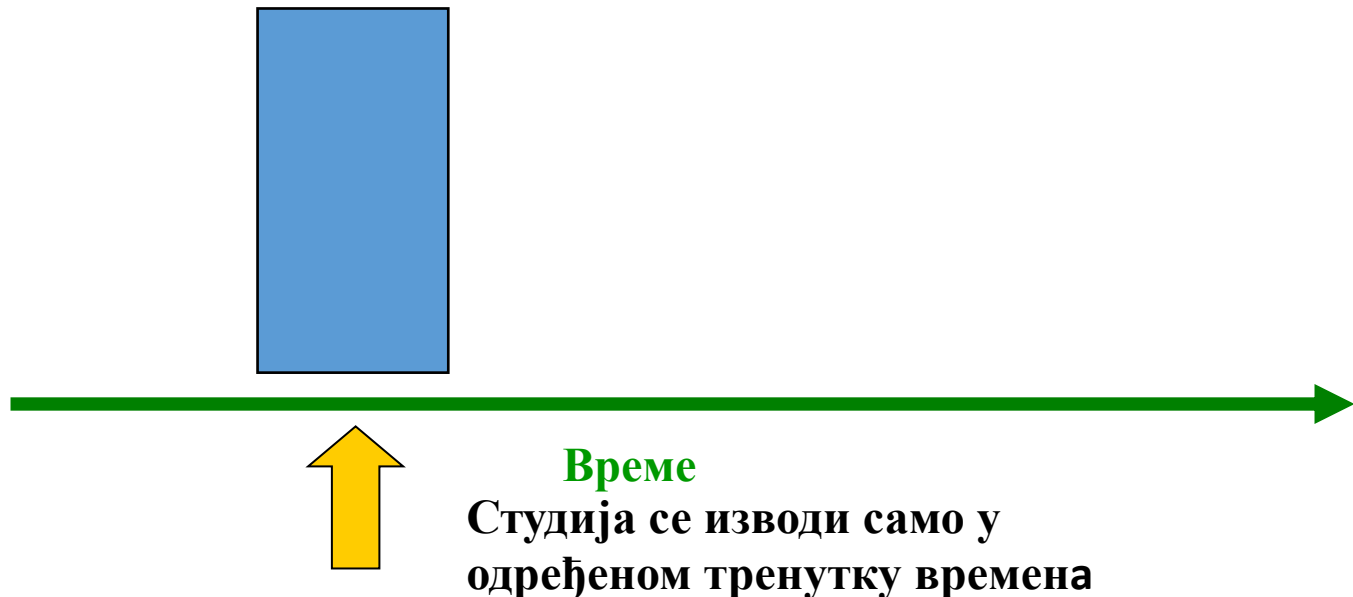 Време
Студија се изводи само у
одређеном тренутку времена